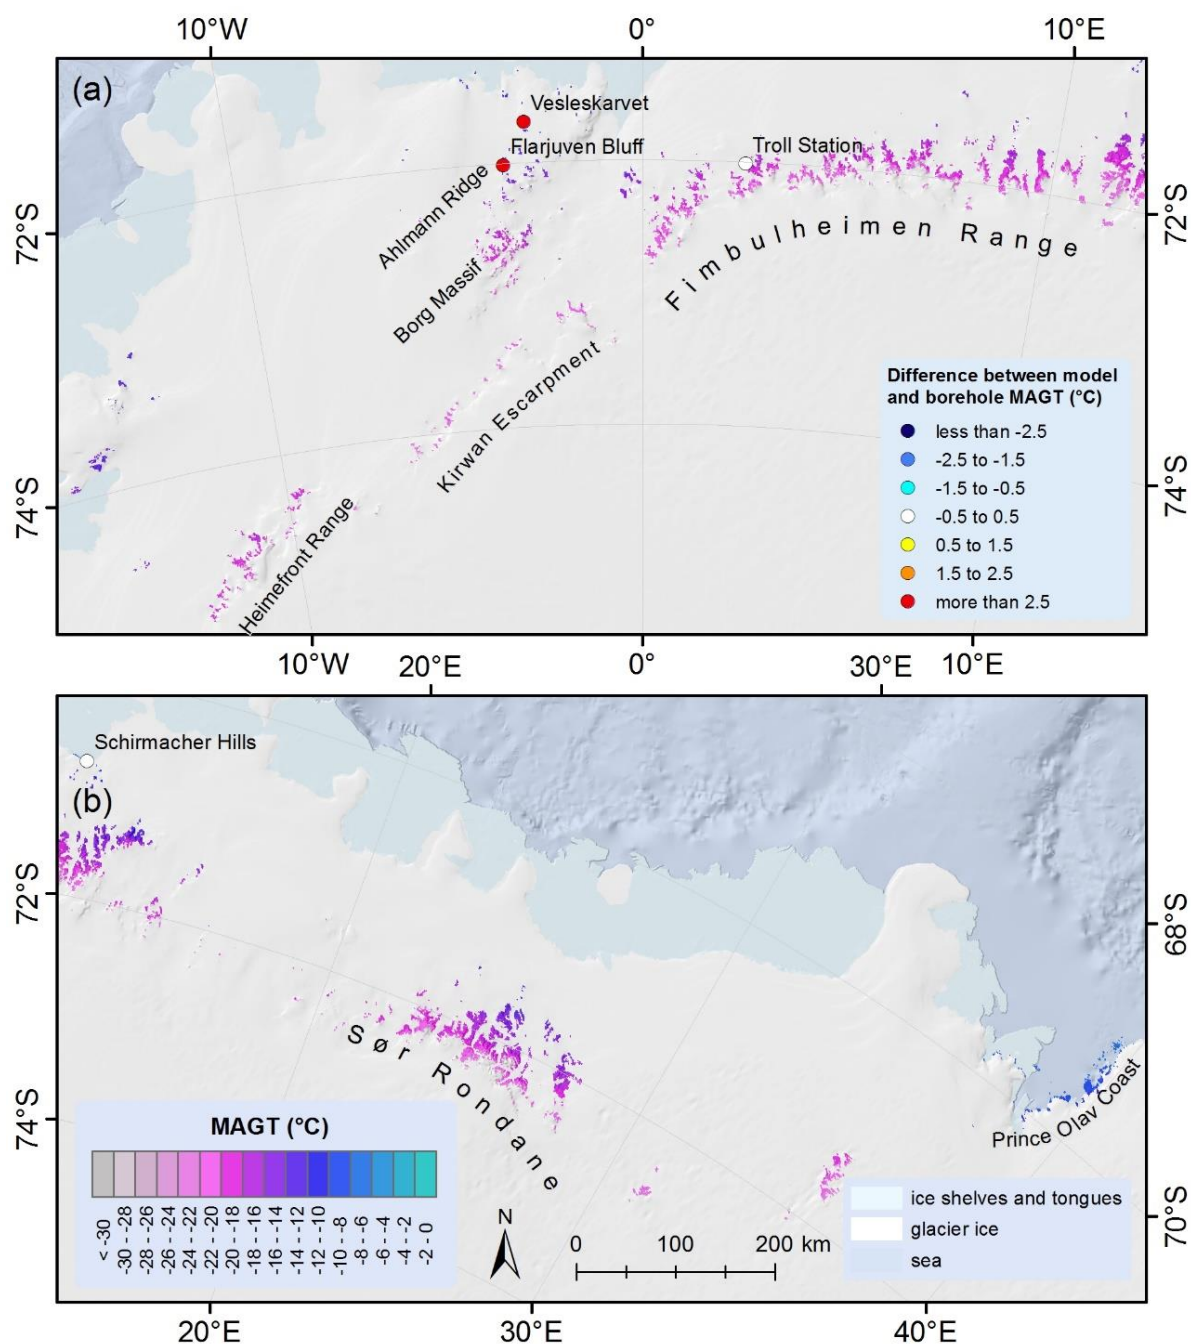 10°W 0° 10°E
(a)
Vesleskarvet
Flarjuven Bluff
Troll Station
Ahlmann Ridge
72°S
72°S
Fimbulheimen Range
Borg Massif
Kirwan Escarpment
Difference between model
and borehole MAGT (°C)
less than -2.5
-2.5 to -1.5
-1.5 to -0.5
-0.5 to 0.5
0.5 to 1.5
1.5 to 2.5
more than 2.5
74°S
74°S
Heimefront Range
10°W 20°E 0° 30°E 10°E
Schirmacher Hills
(b)
72°S
68°S
Sør Rondane
Prince Olav Coast
74°S
70°S
MAGT (°C)
< -30
-30 - -28
-28 - -26
-26 - -24
-24 - -22
-22 - -20
-20 - -18
-18 - -16
-16 - -14
-14 - -12
-12 - -10
-10 - -8
-8 - -6
-6 - -4
-4 - -2
-2 - 0
N
0 100 200 km
ice shelves and tongues
glacier ice
sea
20°E 30°E 40°E